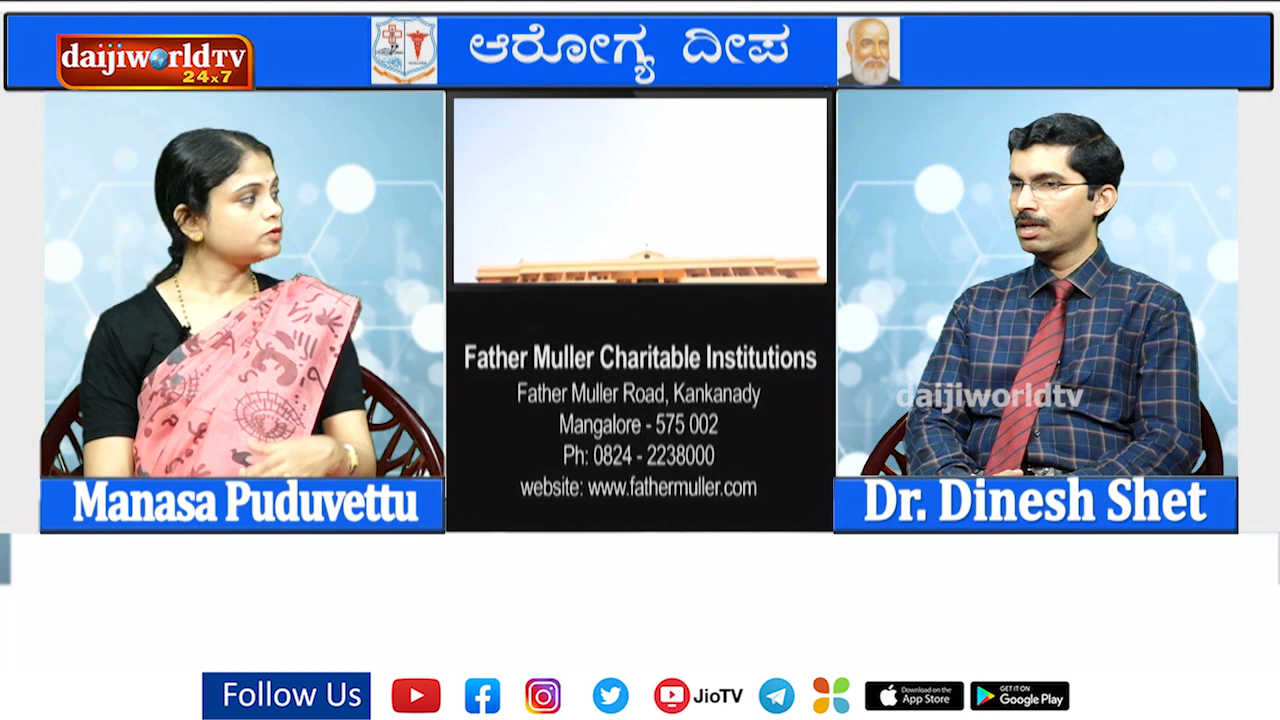 daijiworldTV
24x7
ಆರೋಗ್ಯ ದೀಪ
Father Muller Charitable Institutions
Father Muller Road, Kankanady
Mangalore - 575 002
Ph: 0824 - 2238000
website: www.fathermuller.com
daijiworldtv
Manasa Puduvettu
Dr. Dinesh Shet
Follow Us
JioTV
Download on the
App Store
GET IT ON
Google Play